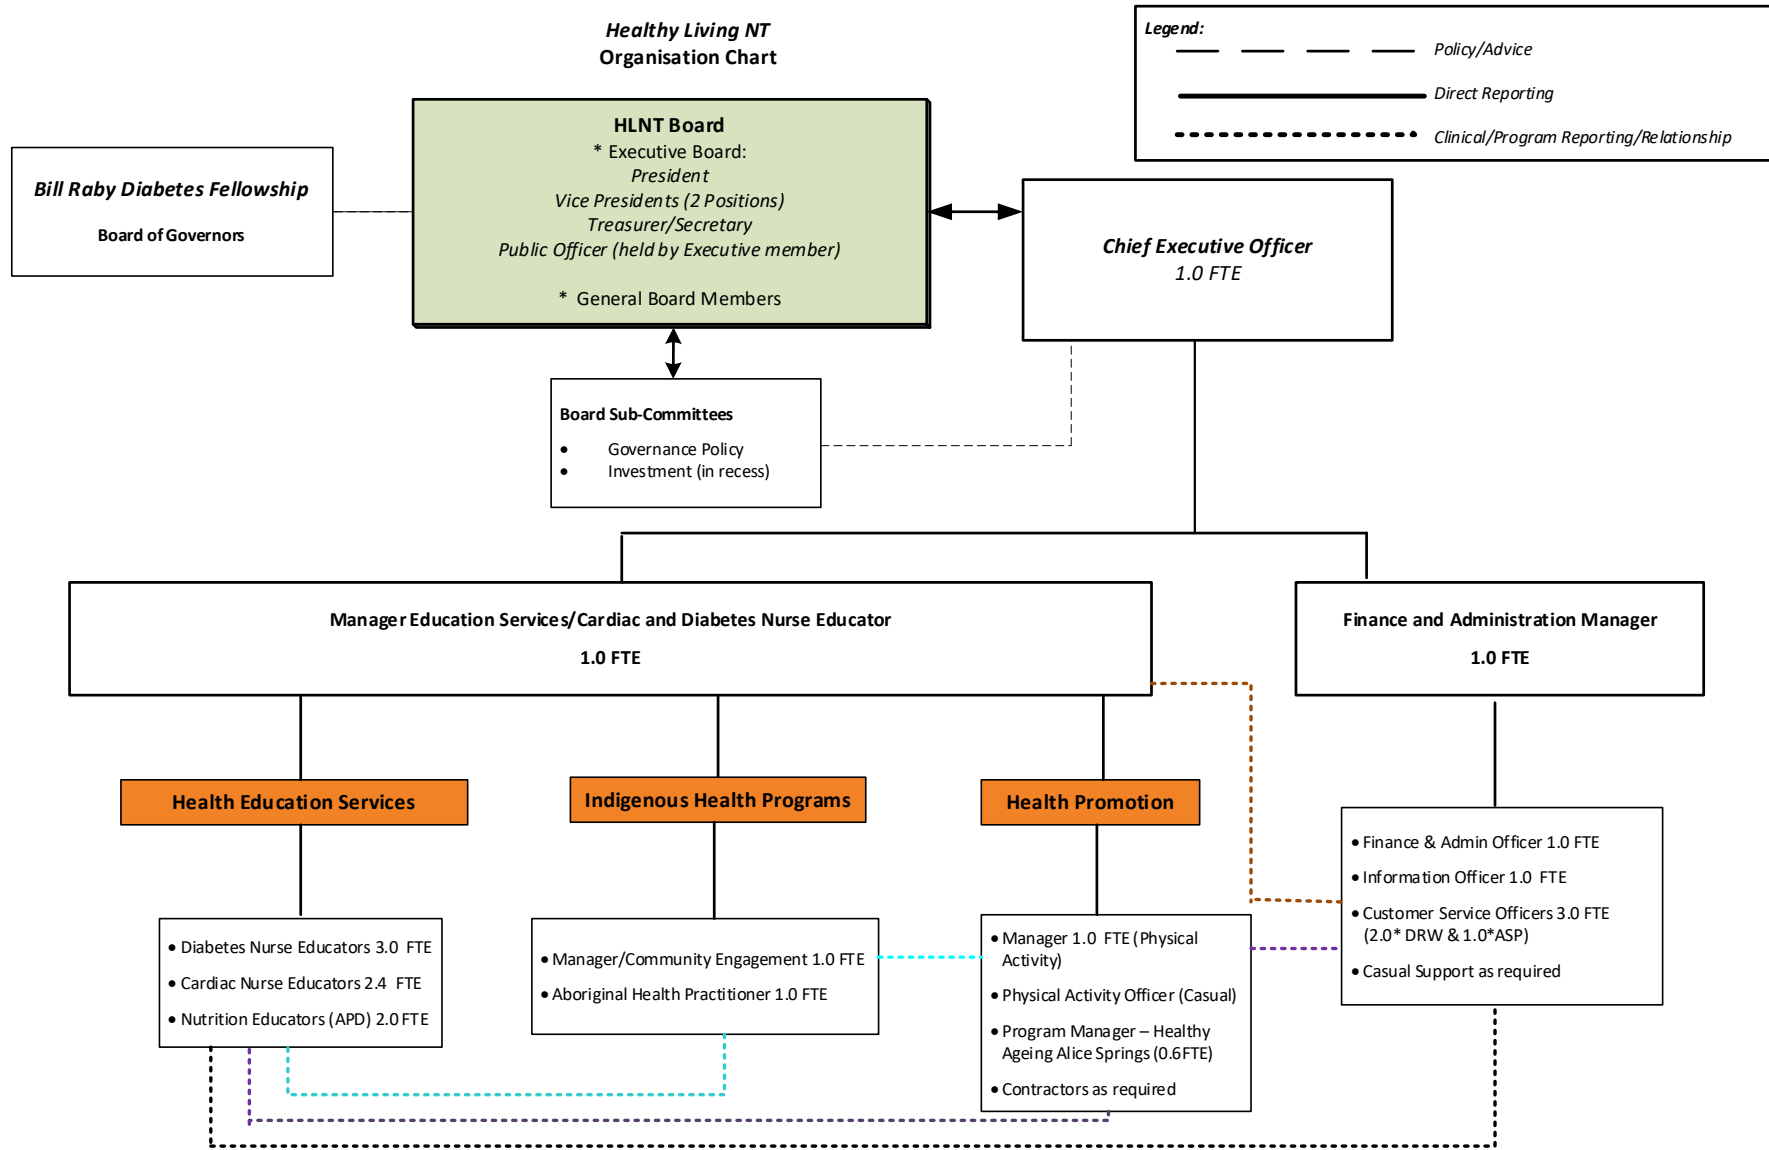 Healthy Living NT
Organisation Chart
Legend:
Policy/Advice
Direct Reporting
Clinical/Program Reporting/Relationship
HLNT Board
* Executive Board:
President
Vice Presidents (2 Positions)
Treasurer/Secretary
Public Officer (held by Executive member)
* General Board Members
Bill Raby Diabetes Fellowship
Board of Governors
Chief Executive Officer
1.0 FTE
Board Sub-Committees
• Governance Policy
• Investment (in recess)
Manager Education Services/Cardiac and Diabetes Nurse Educator
1.0 FTE
Finance and Administration Manager
1.0 FTE
Health Education Services
Indigenous Health Programs
Health Promotion
• Diabetes Nurse Educators 3.0 FTE
• Cardiac Nurse Educators 2.4 FTE
• Nutrition Educators (APD) 2.0 FTE
• Manager/Community Engagement 1.0 FTE
• Aboriginal Health Practitioner 1.0 FTE
• Manager 1.0 FTE (Physical
Activity)
• Physical Activity Officer (Casual)
• Program Manager – Healthy
Ageing Alice Springs (0.6FTE)
• Contractors as required
• Finance & Admin Officer 1.0 FTE
• Information Officer 1.0 FTE
• Customer Service Officers 3.0 FTE
(2.0* DRW & 1.0*ASP)
• Casual Support as required